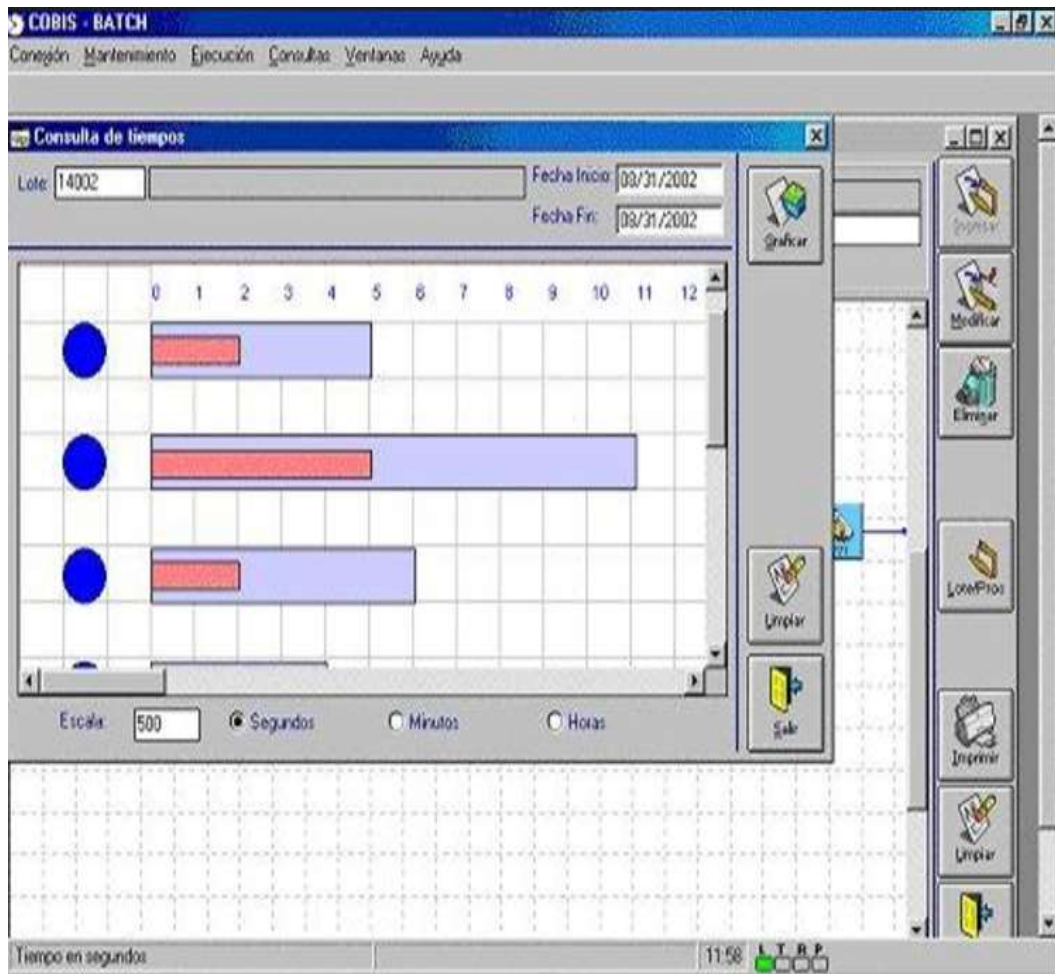 COBIS - BATCH
Conexión Mantenimiento Ejecución Consultas Ventanas Ayuda
Consulta de tiempos
Lote: 14002
Fecha Inicio: 08/31/2002
Fecha Fin: 08/31/2002
Graficar
0 1 2 3 4 5 6 7 8 9 10 11 12
Limpiar
Salir
Escala: 500 Segundos Minutos Horas
Modificar
Eliminar
Lote/Proc
Imprimir
Limpiar
Tiempo en segundos
11:58
L T R P